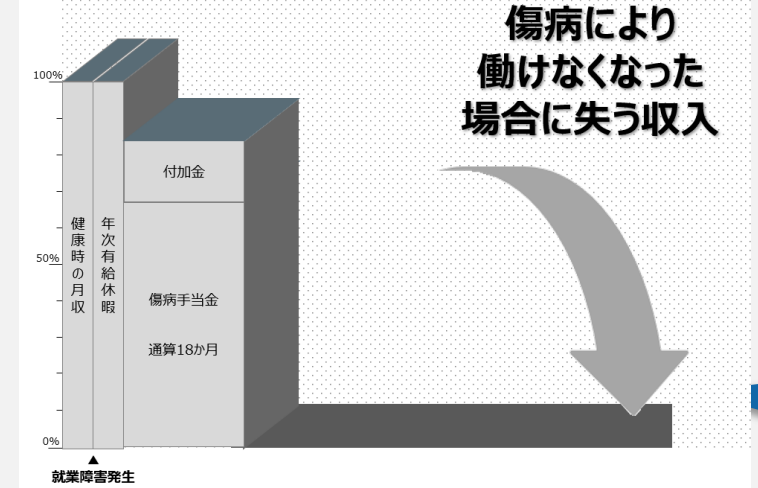 傷病により
働けなくなった
場合に失う収入
100%
50%
0%
健康時の月収
年次有給休暇
付加金
傷病手当金
通算18か月
▲
就業障害発生